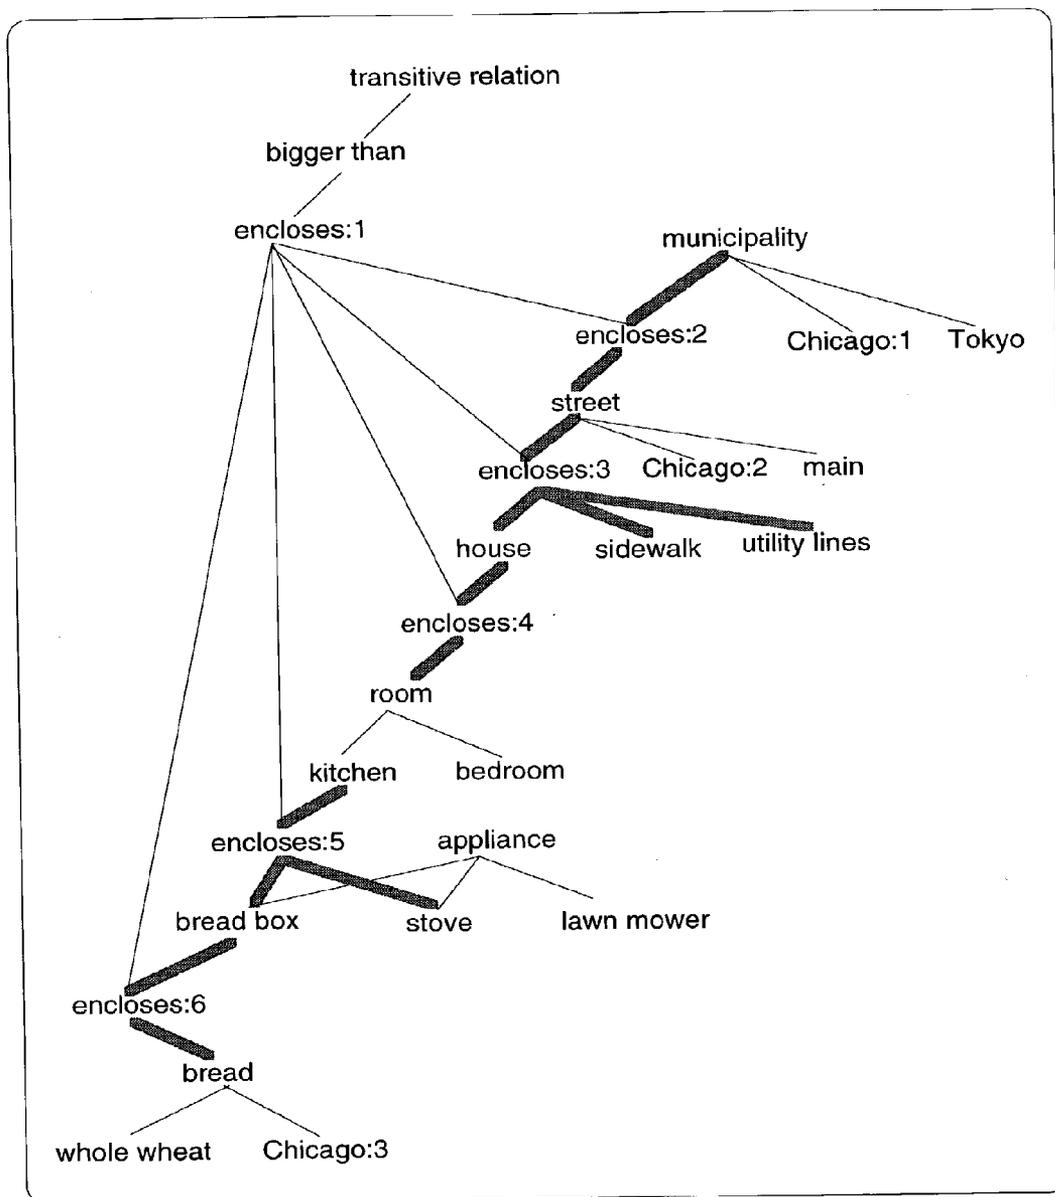 transitive relation
bigger than
encloses:1
municipality
encloses:2
Chicago:1
Tokyo
street
encloses:3
Chicago:2
main
house
sidewalk
utility lines
encloses:4
room
kitchen
bedroom
encloses:5
appliance
bread box
stove
lawn mower
encloses:6
bread
whole wheat
Chicago:3